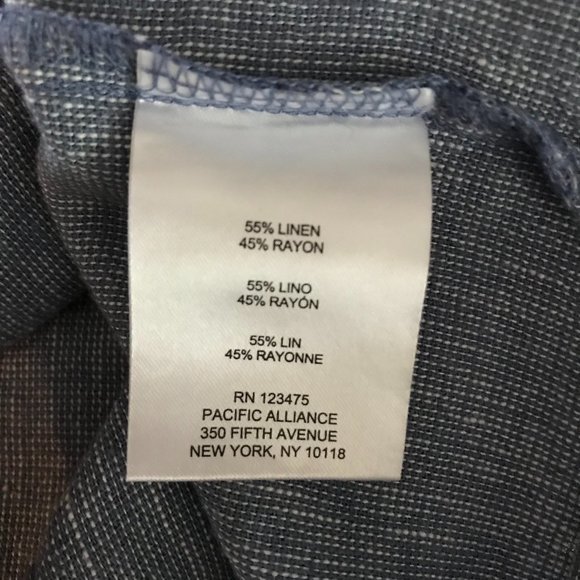 55% LINEN
45% RAYON
55% LINO
45% RAYÓN
55% LIN
45% RAYONNE
RN 123475
PACIFIC ALLIANCE
350 FIFTH AVENUE
NEW YORK, NY 10118